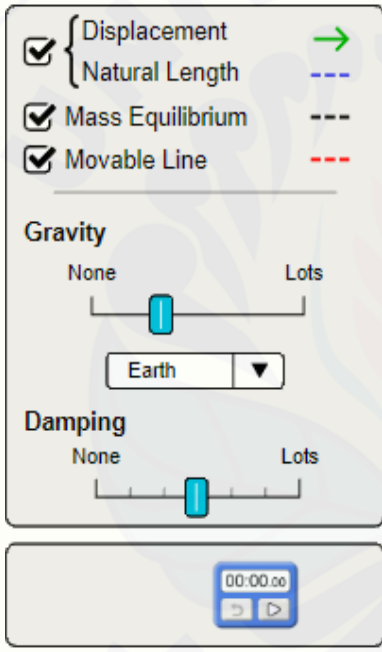 Displacement
Natural Length
Mass Equilibrium
Movable Line
Gravity
None Lots
Earth
Damping
None Lots
00:00.00